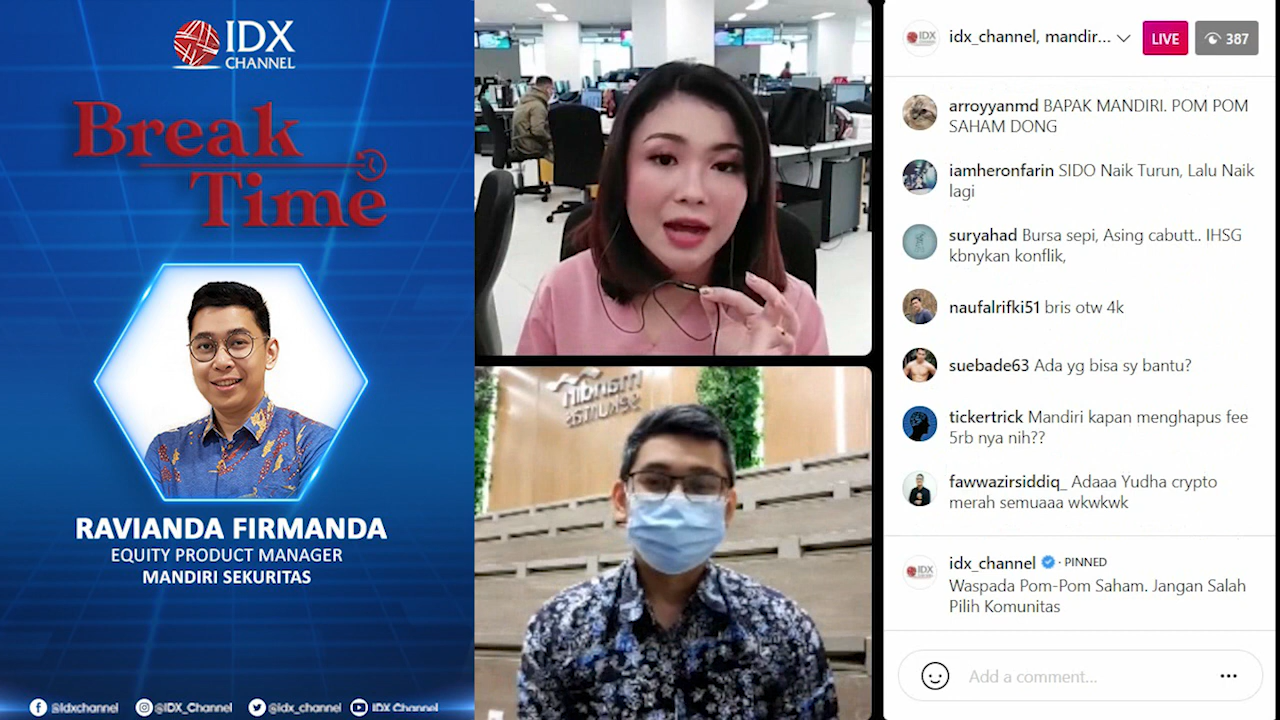 IDX
CHANNEL
Break
Time
RAVIANDA FIRMANDA
EQUITY PRODUCT MANAGER
MANDIRI SEKURITAS
@idxchannel
@IDX_Channel
@idx_channel
IDX Channel
mandiri
sekuritas
idx_channel, mandir...
LIVE
387
arroyyanmd BAPAK MANDIRI. POM POM
SAHAM DONG
iamheronfarin SIDO Naik Turun, Lalu Naik
lagi
suryahad Bursa sepi, Asing cabutt.. IHSG
kbnykan konflik,
naufalrifki51 bris otw 4k
suebade63 Ada yg bisa sy bantu?
tickertrick Mandiri kapan menghapus fee
5rb nya nih??
fawwazirsiddiq_ Adaaa Yudha crypto
merah semuaaa wkwkwk
idx_channel · PINNED
Waspada Pom-Pom Saham. Jangan Salah
Pilih Komunitas
Add a comment...